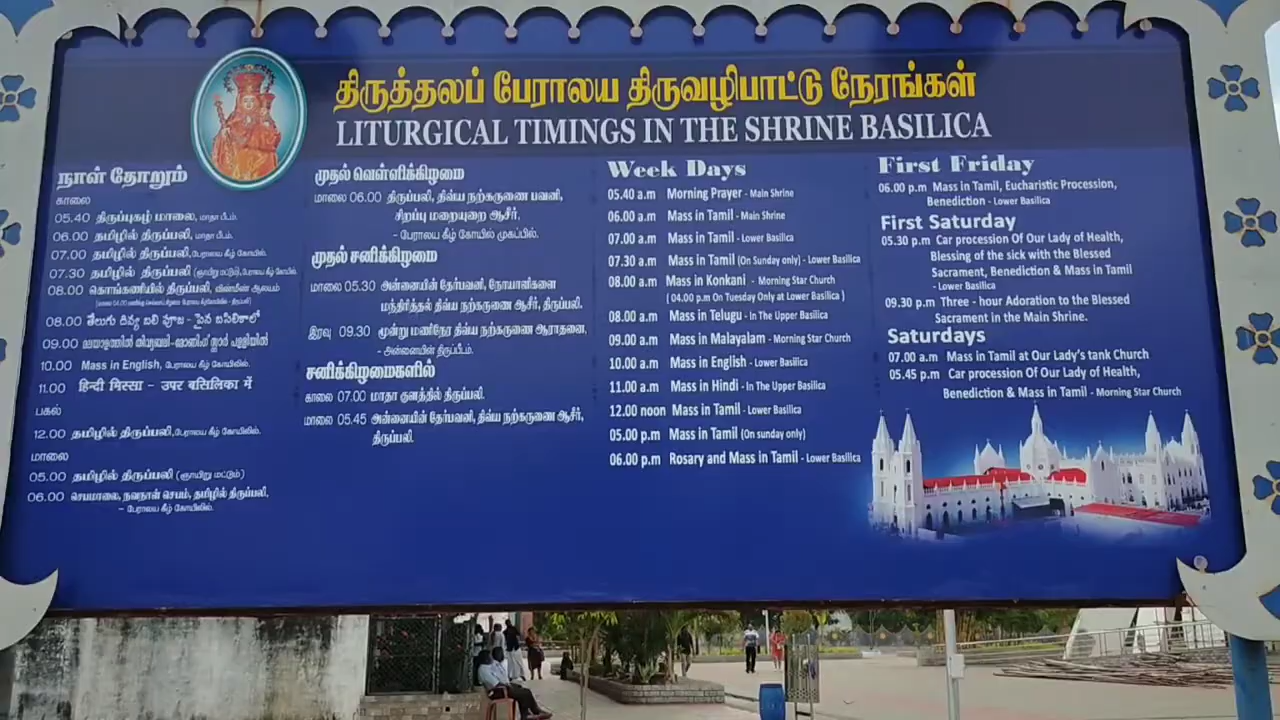 திருத்தலப் பேராலய திருவழிபாட்டு நேரங்கள்
LITURGICAL TIMINGS IN THE SHRINE BASILICA
நாள் தோறும்
காலை
05.40 திருப்புகழ் மாலை, மாதா பீடம்.
06.00 தமிழில் திருப்பலி, மாதா பீடம்.
07.00 தமிழில் திருப்பலி,பேராலய கீழ் கோயில்.
07.30 தமிழில் திருப்பலி (ஞாயிறு மட்டும்),பேராலய கீழ் கோயில்.
08.00 கொங்கணியில் திருப்பலி, விண்மீன் ஆலயம்
08.00 తెలుగు దివ్య బలి పూజ - పైన బసిలికాలో
09.00 മലയാളത്തിൽ ദിവ്യബലി-മോണിങ് സ്റ്റാർ പള്ളിയിൽ
10.00 Mass in English, பேராலய கீழ் கோயிலில்.
11.00 हिन्दी मिस्सा - उपर बसिलिका में
பகல்
12.00 தமிழில் திருப்பலி,பேராலய கீழ் கோயிலில்.
மாலை
05.00 தமிழில் திருப்பலி (ஞாயிறு மட்டும்)
06.00 செபமாலை, நவநாள் செபம், தமிழில் திருப்பலி,
- பேராலய கீழ் கோயிலில்.
முதல் வெள்ளிக்கிழமை
மாலை 06.00 திருப்பலி, திவ்ய நற்கருணை பவனி,
சிறப்பு மறையுரை ஆசீர்,
- பேராலய கீழ் கோயில் முகப்பில்.
முதல் சனிக்கிழமை
மாலை 05.30 அன்னையின் தேர்பவனி, நோயாளிகளை
மந்திரித்தல் திவ்ய நற்கருணை ஆசீர், திருப்பலி.
இரவு 09.30 மூன்று மணிநேர திவ்ய நற்கருணை ஆராதனை,
- அன்னையின் திருப்பீடம்.
சனிக்கிழமைகளில்
காலை 07.00 மாதா குளத்தில் திருப்பலி.
மாலை 05.45 அன்னையின் தேர்பவனி, திவ்ய நற்கருணை ஆசீர்,
திருப்பலி.
Week Days
05.40 a.m Morning Prayer - Main Shrine
06.00 a.m Mass in Tamil - Main Shrine
07.00 a.m Mass in Tamil - Lower Basilica
07.30 a.m Mass in Tamil (On Sunday only) - Lower Basilica
08.00 a.m Mass in Konkani - Morning Star Church
( 04.00 p.m On Tuesday Only at Lower Basilica )
08.00 a.m Mass in Telugu - In The Upper Basilica
09.00 a.m Mass in Malayalam - Morning Star Church
10.00 a.m Mass in English - Lower Basilica
11.00 a.m Mass in Hindi - In The Upper Basilica
12.00 noon Mass in Tamil - Lower Basilica
05.00 p.m Mass in Tamil (On sunday only)
06.00 p.m Rosary and Mass in Tamil - Lower Basilica
First Friday
06.00 p.m Mass in Tamil, Eucharistic Procession,
Benediction - Lower Basilica
First Saturday
05.30 p.m Car procession Of Our Lady of Health,
Blessing of the sick with the Blessed
Sacrament, Benediction & Mass in Tamil
- Lower Basilica
09.30 p.m Three - hour Adoration to the Blessed
Sacrament in the Main Shrine.
Saturdays
07.00 a.m Mass in Tamil at Our Lady's tank Church
05.45 p.m Car procession Of Our Lady of Health,
Benediction & Mass in Tamil - Morning Star Church